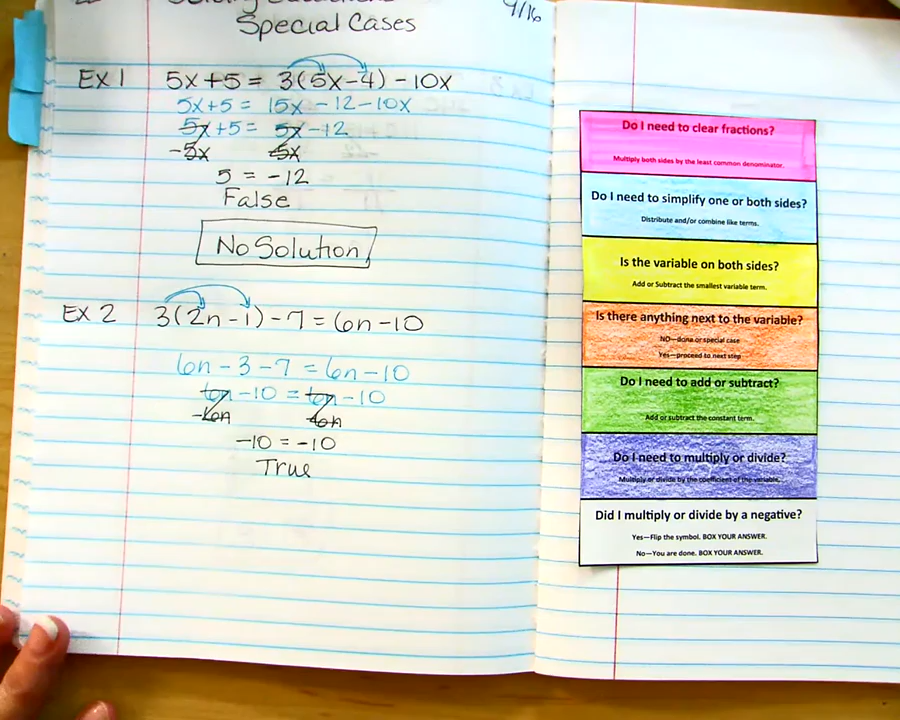 Special Cases
9/16
Ex 1 5x+5 = 3(5x-4) - 10x
5x+5 = 15x - 12 - 10x
5x +5 = 5x -12
-5x -5x
5 = -12
False
No Solution
Ex 2 3(2n-1) - 7 = 6n - 10
6n - 3 - 7 = 6n - 10
6n - 10 = 6n - 10
-6n -6n
-10 = -10
True
Do I need to clear fractions?
Multiply both sides by the least common denominator.
Do I need to simplify one or both sides?
Distribute and/or combine like terms.
Is the variable on both sides?
Add or Subtract the smallest variable term.
Is there anything next to the variable?
NO—done or special case
Yes—proceed to next step
Do I need to add or subtract?
Add or subtract the constant term.
Do I need to multiply or divide?
Multiply or divide by the coefficient of the variable.
Did I multiply or divide by a negative?
Yes—Flip the symbol. BOX YOUR ANSWER.
No—You are done. BOX YOUR ANSWER.